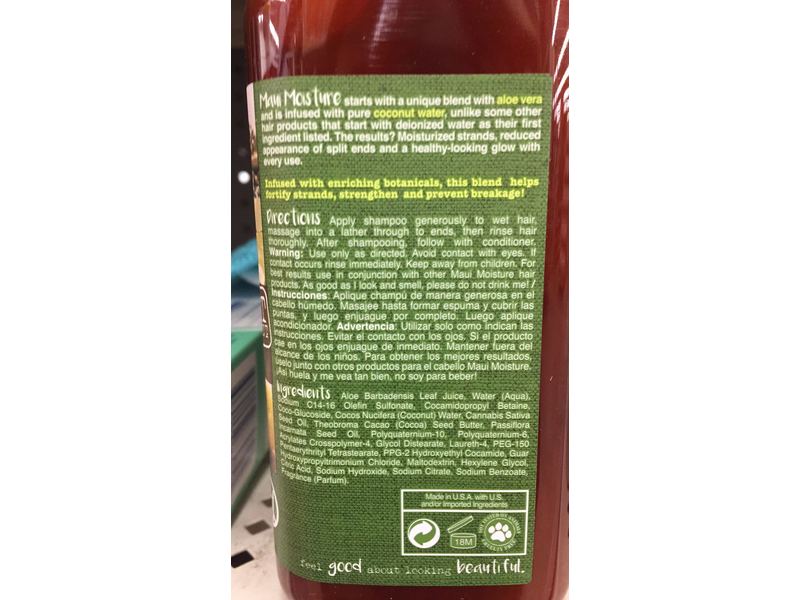 Maui Moisture starts with a unique blend with aloe vera
and is infused with pure coconut water, unlike some other
hair products that start with deionized water as their first
ingredient listed. The results? Moisturized strands, reduced
appearance of split ends and a healthy-looking glow with
every use.
Infused with enriching botanicals, this blend helps
fortify strands, strengthen and prevent breakage!
Directions Apply shampoo generously to wet hair,
massage into a lather through to ends, then rinse hair
thoroughly. After shampooing, follow with conditioner.
Warning: Use only as directed. Avoid contact with eyes. If
contact occurs rinse immediately. Keep away from children. For
best results use in conjunction with other Maui Moisture hair
products. As good as I look and smell, please do not drink me! /
Instrucciones: Aplique champú de manera generosa en el
cabello húmedo. Masajee hasta formar espuma y cubrir las
puntas, y luego enjuague por completo. Luego aplique
acondicionador. Advertencia: Utilizar solo como indican las
instrucciones. Evitar el contacto con los ojos. Si el producto
cae en los ojos enjuague de inmediato. Mantener fuera del
alcance de los niños. Para obtener los mejores resultados,
úselo junto con otros productos para el cabello Maui Moisture.
¡Así huela y me vea tan bien, no soy para beber!
Ingredients Aloe Barbadensis Leaf Juice, Water (Aqua),
Sodium C14-16 Olefin Sulfonate, Cocamidopropyl Betaine,
Coco-Glucoside, Cocos Nucifera (Coconut) Water, Cannabis Sativa
Seed Oil, Theobroma Cacao (Cocoa) Seed Butter, Passiflora
Incarnata Seed Oil, Polyquaternium-10, Polyquaternium-6,
Acrylates Crosspolymer-4, Glycol Distearate, Laureth-4, PEG-150
Pentaerythrityl Tetrastearate, PPG-2 Hydroxyethyl Cocamide, Guar
Hydroxypropyltrimonium Chloride, Maltodextrin, Hexylene Glycol,
Citric Acid, Sodium Hydroxide, Sodium Citrate, Sodium Benzoate,
Fragrance (Parfum).
Made in U.S.A. with U.S.
and/or Imported Ingredients
18M
NOT TESTED ON ANIMALS
CRUELTY FREE
feel good about looking beautiful.